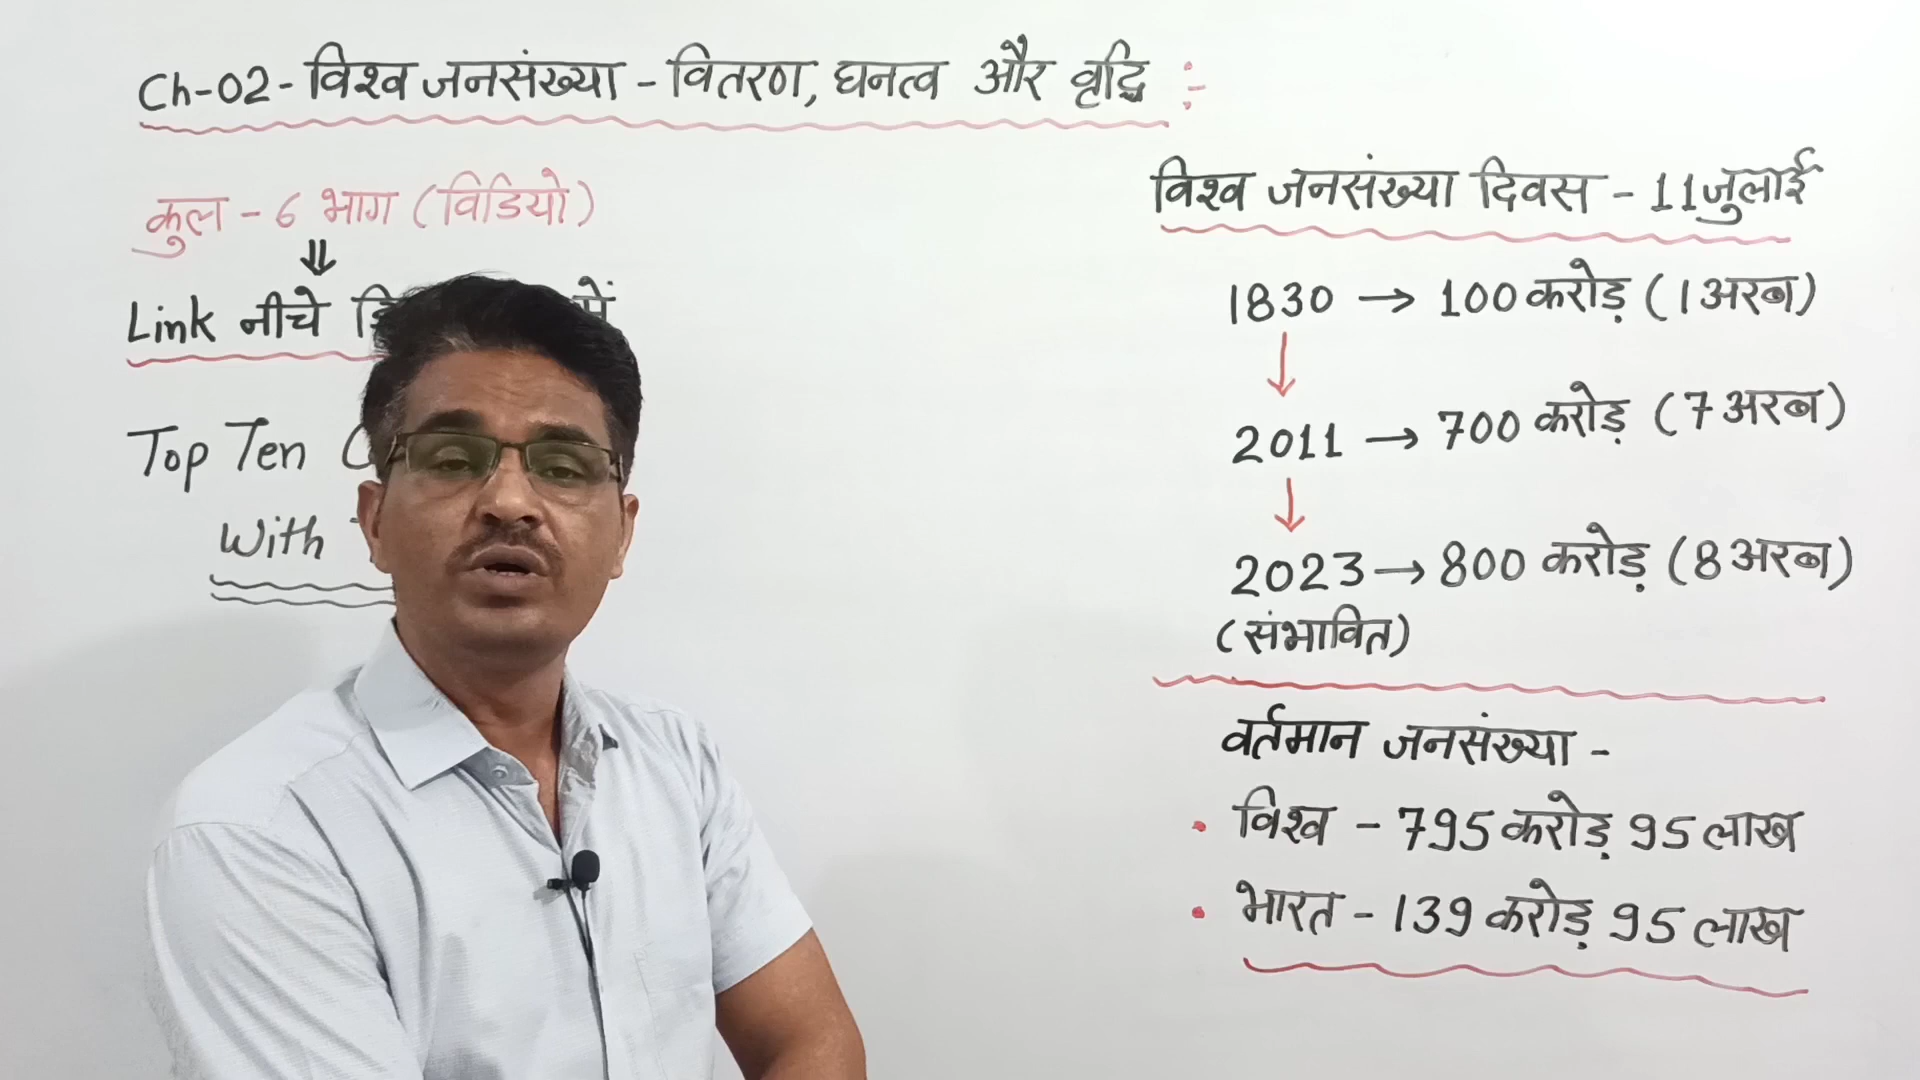 Ch-02-विश्व जनसंख्या - वितरण, घनत्व और वृद्धि :-
कुल - 6 भाग (विडियो)
⇓
Link नीचे में
Top Ten
With
विश्व जनसंख्या दिवस - 11 जुलाई
1830 → 100 करोड़ (1 अरब)
↓
2011 → 700 करोड़ (7 अरब)
↓
2023 → 800 करोड़ (8 अरब)
(संभावित)
वर्तमान जनसंख्या -
• विश्व - 795 करोड़ 95 लाख
• भारत - 139 करोड़ 95 लाख